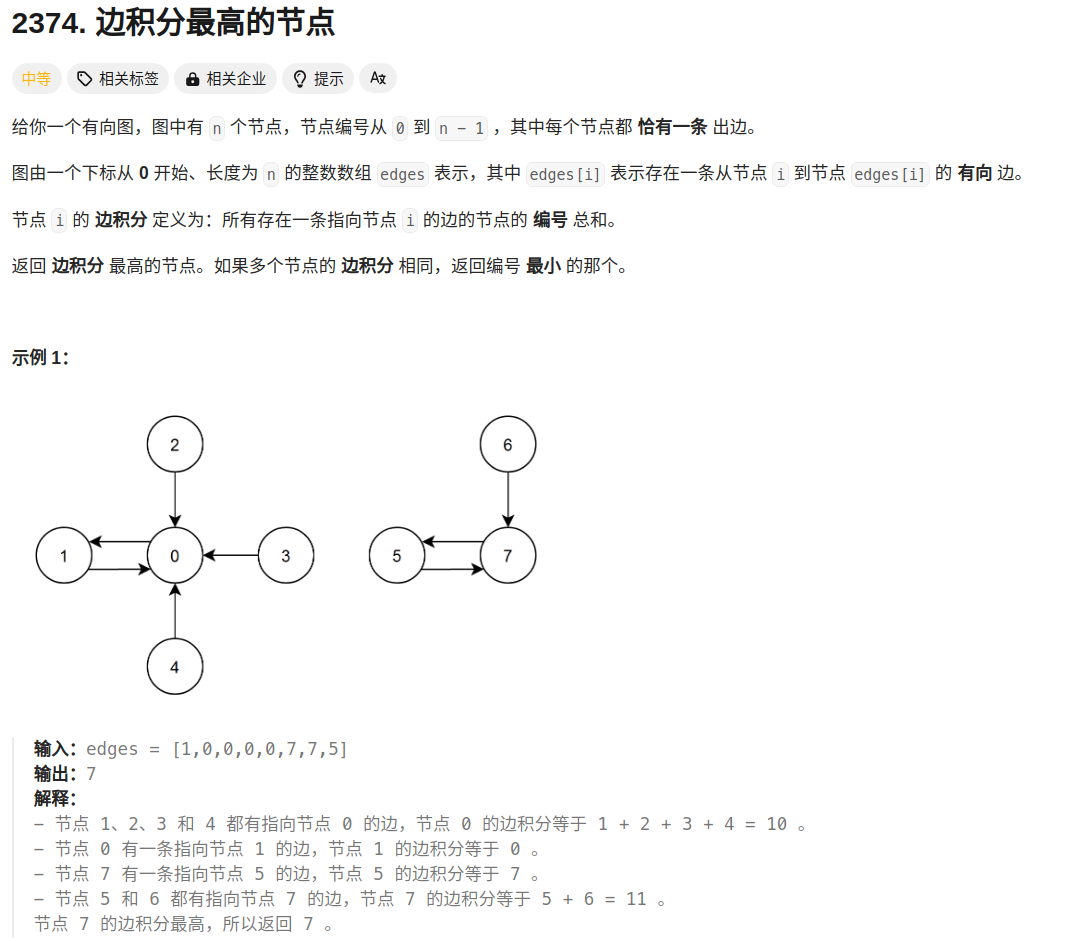 2374. 边积分最高的节点
中等 相关标签 相关企业 提示 A文
给你一个有向图，图中有 n 个节点，节点编号从 0 到 n - 1 ，其中每个节点都 恰有一条 出边。
图由一个下标从 0 开始、长度为 n 的整数数组 edges 表示，其中 edges[i] 表示存在一条从节点 i 到节点 edges[i] 的 有向 边。
节点 i 的 边积分 定义为：所有存在一条指向节点 i 的边的节点的 编号 总和。
返回 边积分 最高的节点。如果多个节点的 边积分 相同，返回编号 最小 的那个。
示例 1：
2 6
1 0 3 5 7
4
输入：edges = [1,0,0,0,0,7,7,5]
输出：7
解释：
- 节点 1、2、3 和 4 都有指向节点 0 的边，节点 0 的边积分等于 1 + 2 + 3 + 4 = 10 。
- 节点 0 有一条指向节点 1 的边，节点 1 的边积分等于 0 。
- 节点 7 有一条指向节点 5 的边，节点 5 的边积分等于 7 。
- 节点 5 和 6 都有指向节点 7 的边，节点 7 的边积分等于 5 + 6 = 11 。
节点 7 的边积分最高，所以返回 7 。